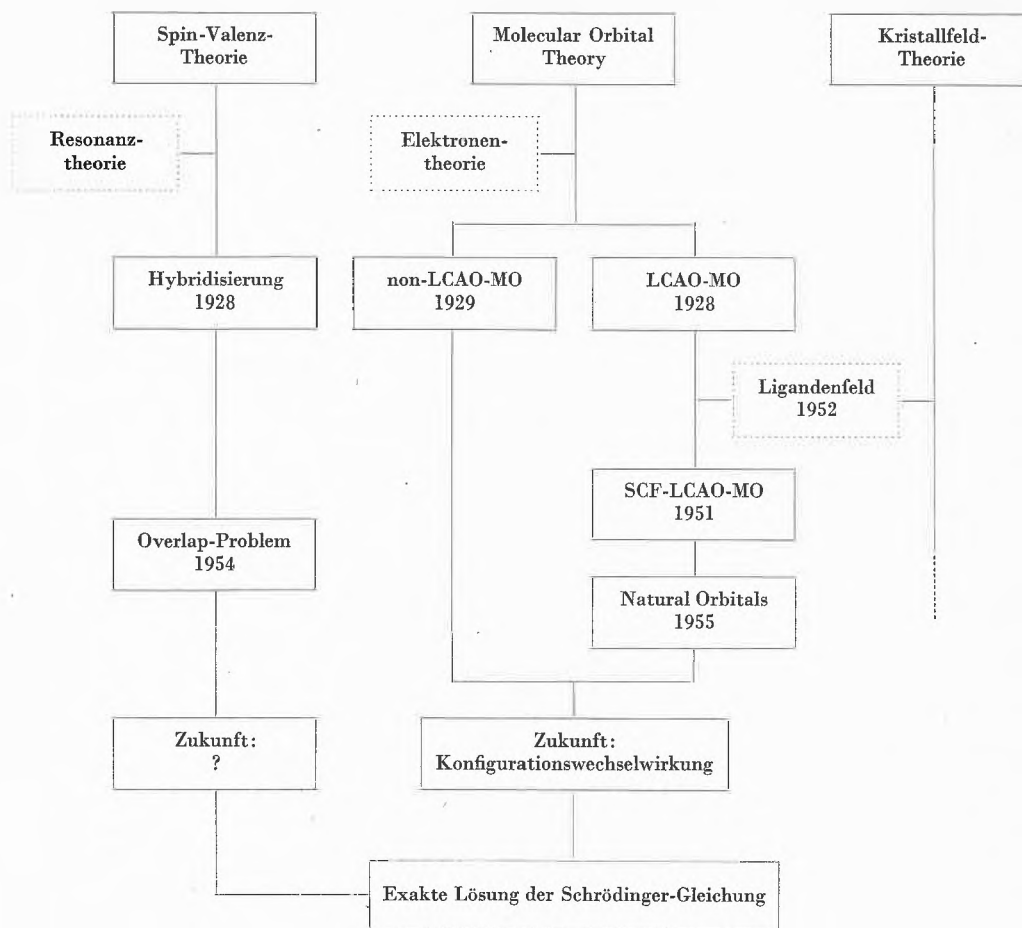 Spin-Valenz-
Theorie
Molecular Orbital
Theory
Kristallfeld-
Theorie
Resonanz-
theorie
Elektronen-
theorie
Hybridisierung
1928
non-LCAO-MO
1929
LCAO-MO
1928
Ligandenfeld
1952
SCF-LCAO-MO
1951
Overlap-Problem
1954
Natural Orbitals
1955
Zukunft:
?
Zukunft:
Konfigurationswechselwirkung
Exakte Lösung der Schrödinger-Gleichung